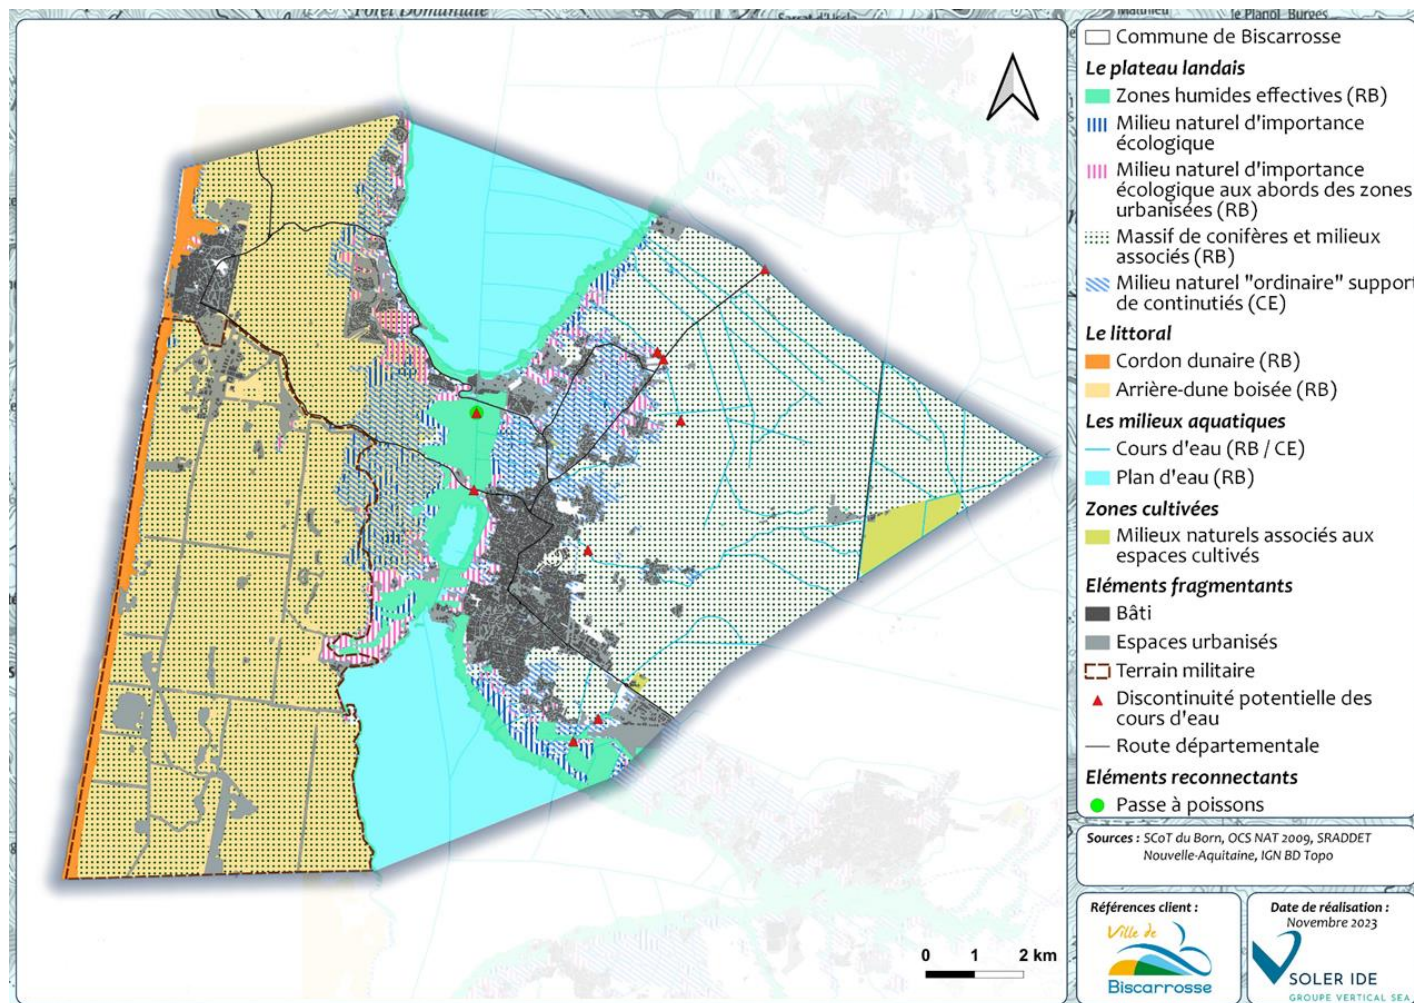 Commune de Biscarrosse
Le plateau landais
Zones humides effectives (RB)
Milieu naturel d'importance
écologique
Milieu naturel d'importance
écologique aux abords des zones
urbanisées (RB)
Massif de conifères et milieux
associés (RB)
Milieu naturel "ordinaire" support
de continutiés (CE)
Le littoral
Cordon dunaire (RB)
Arrière-dune boisée (RB)
Les milieux aquatiques
Cours d'eau (RB / CE)
Plan d'eau (RB)
Zones cultivées
Milieux naturels associés aux
espaces cultivés
Eléments fragmentants
Bâti
Espaces urbanisés
Terrain militaire
Discontinuité potentielle des
cours d'eau
Route départementale
Eléments reconnectants
Passe à poissons
0 1 2 km
Sources : SCoT du Born, OCS NAT 2009, SRADDET
Nouvelle-Aquitaine, IGN BD Topo
Références client :
Ville de
Biscarrosse
Date de réalisation :
Novembre 2023
SOLER IDE
GROUPE VERTICAL SEA